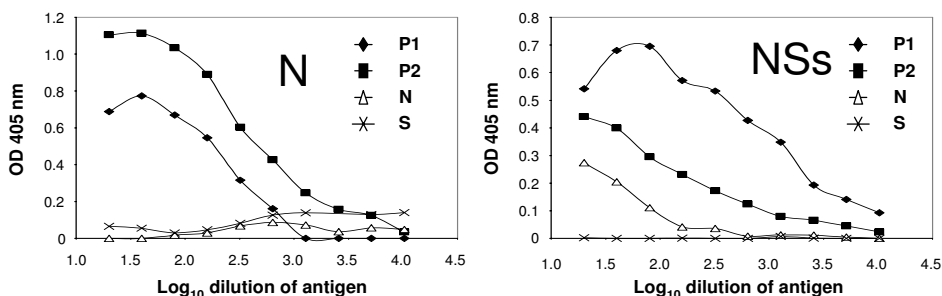 N
OD 405 nm
1.2
1.0
0.8
0.6
0.4
0.2
0
P1
P2
N
S
1.0 1.5 2.0 2.5 3.0 3.5 4.0 4.5
Log10 dilution of antigen
NSs
OD 405 nm
0.8
0.7
0.6
0.5
0.4
0.3
0.2
0.1
0
P1
P2
N
S
1.0 1.5 2.0 2.5 3.0 3.5 4.0 4.5
Log10 dilution of antigen